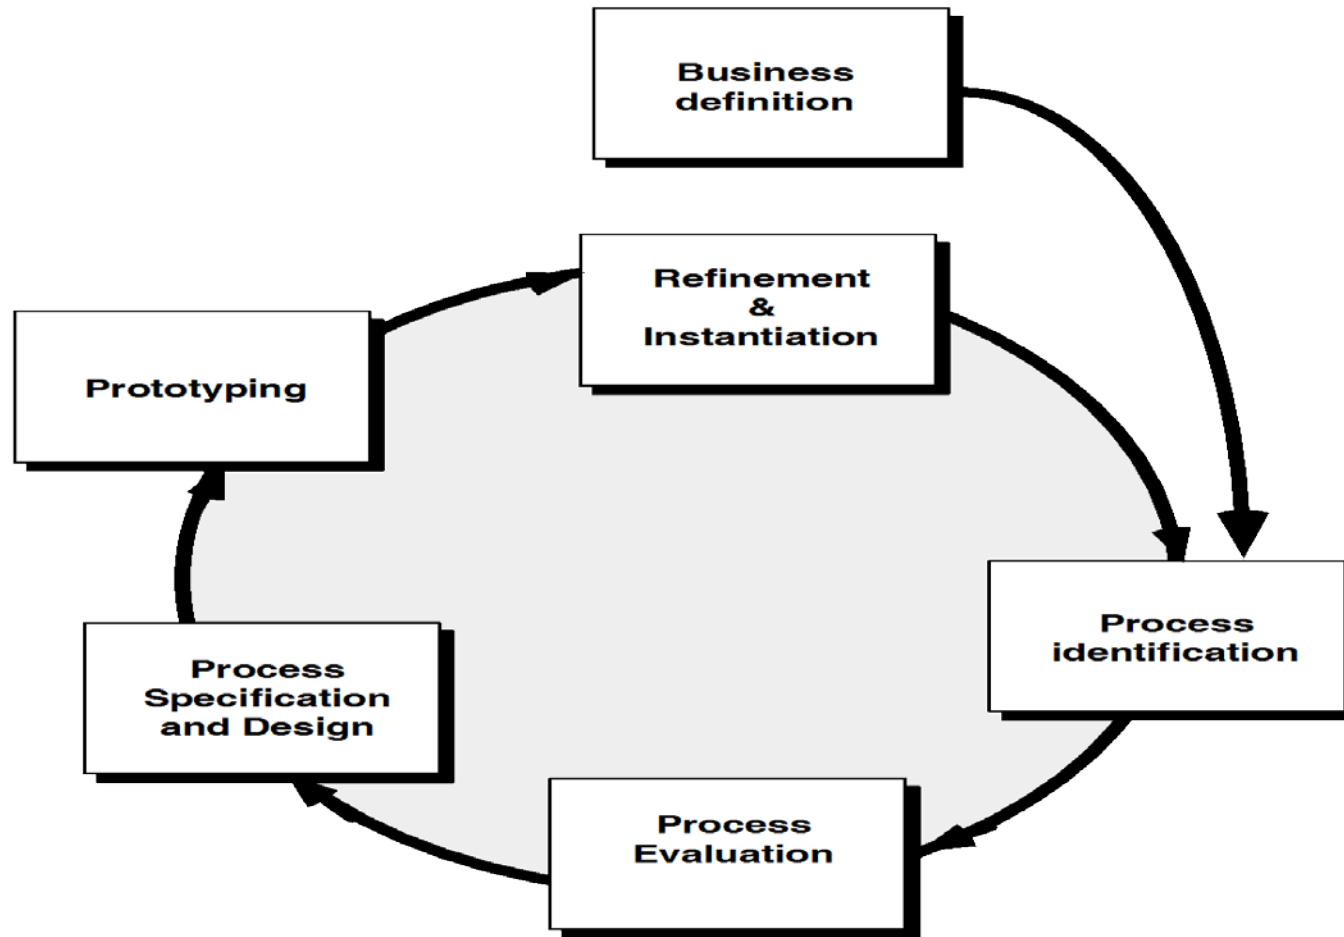 Business
definition
Refinement
&
Instantiation
Prototyping
Process
identification
Process
Specification
and Design
Process
Evaluation